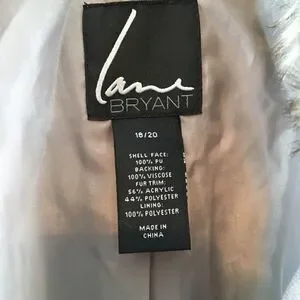 Lane
BRYANT
18/20
SHELL FACE:
100% PU
BACKING:
100% VISCOSE
FUR TRIM:
56% ACRYLIC
44% POLYESTER
LINING:
100% POLYESTER
MADE IN
CHINA